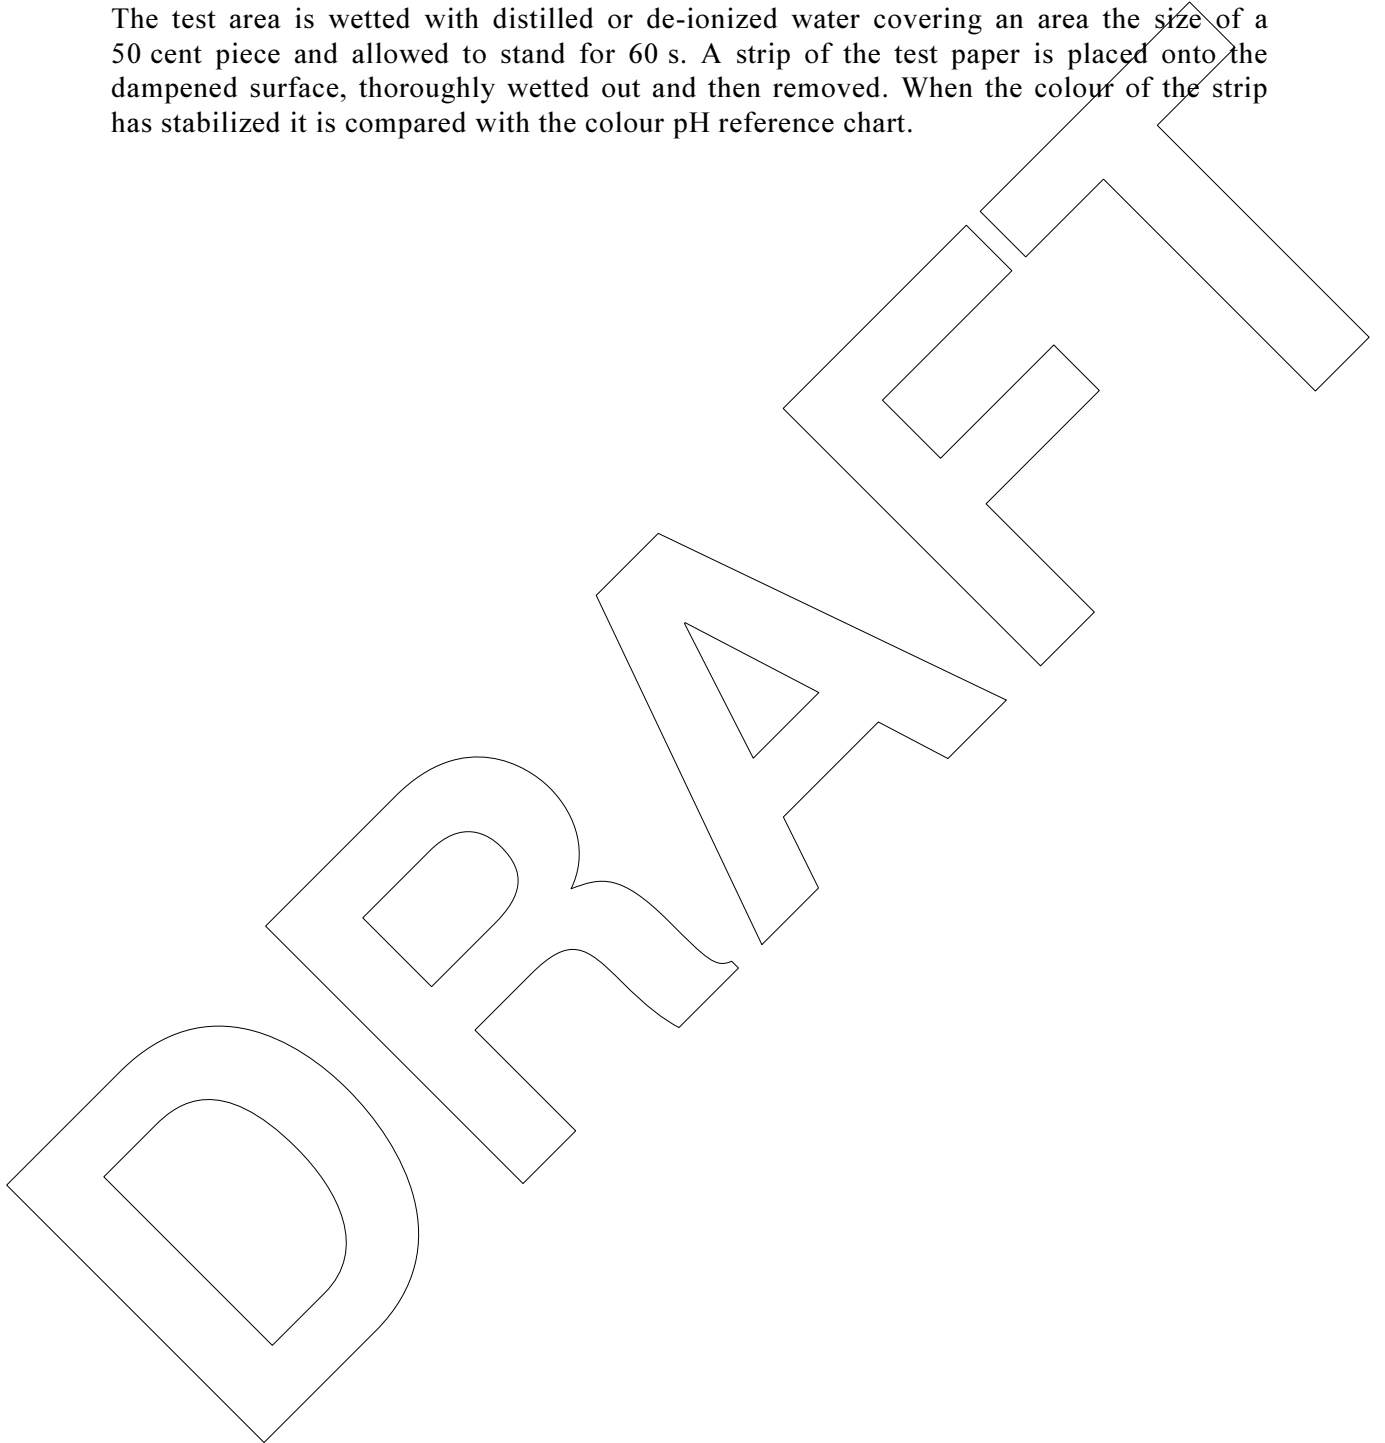 The test area is wetted with distilled or de-ionized water covering an area the size of a
50 cent piece and allowed to stand for 60 s. A strip of the test paper is placed onto the
dampened surface, thoroughly wetted out and then removed. When the colour of the strip
has stabilized it is compared with the colour pH reference chart.
DRAFT